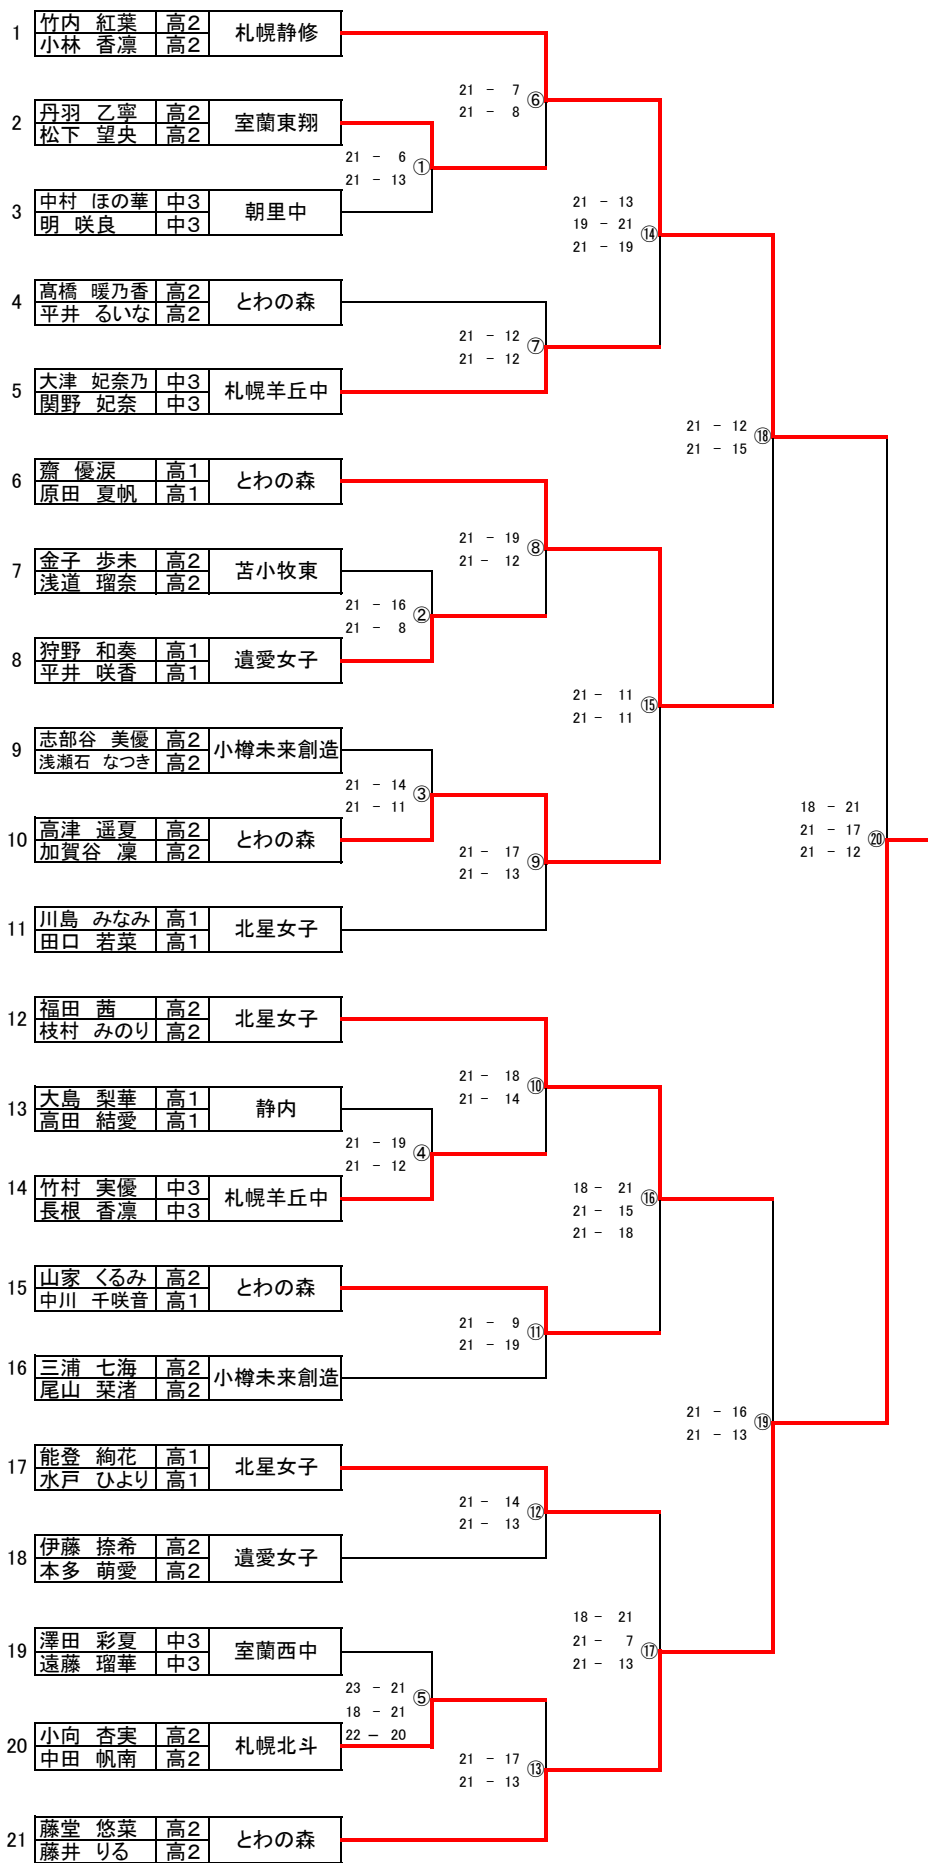 1 竹内 紅葉 高2 札幌静修
小林 香凛 高2
2 丹羽 乙寧 高2 室蘭東翔
松下 望央 高2
3 中村 ほの華 中3 朝里中
明 咲良 中3
4 髙橋 暖乃香 高2 とわの森
平井 るいな 高2
5 大津 妃奈乃 中3 札幌羊丘中
関野 妃奈 中3
6 齋 優涙 高1 とわの森
原田 夏帆 高1
7 金子 歩未 高2 苫小牧東
浅道 瑠奈 高2
8 狩野 和奏 高1 遺愛女子
平井 咲香 高1
9 志部谷 美優 高2 小樽未来創造
浅瀬石 なつき 高2
10 高津 遥夏 高2 とわの森
加賀谷 凜 高2
11 川島 みなみ 高1 北星女子
田口 若菜 高1
12 福田 茜 高2 北星女子
枝村 みのり 高2
13 大島 梨華 高1 静内
高田 結愛 高1
14 竹村 実優 中3 札幌羊丘中
長根 香凛 中3
15 山家 くるみ 高2 とわの森
中川 千咲音 高1
16 三浦 七海 高2 小樽未来創造
尾山 栞渚 高2
17 能登 絢花 高1 北星女子
水戸 ひより 高1
18 伊藤 捺希 高2 遺愛女子
本多 萌愛 高2
19 澤田 彩夏 中3 室蘭西中
遠藤 瑠華 中3
20 小向 杏実 高2 札幌北斗
中田 帆南 高2
21 藤堂 悠菜 高2 とわの森
藤井 りる 高2
21 - 6 ①
21 - 13
21 - 16 ②
21 - 8
21 - 14 ③
21 - 11
21 - 19 ④
21 - 12
23 - 21 ⑤
18 - 21
22 - 20
21 - 7 ⑥
21 - 8
21 - 12 ⑦
21 - 12
21 - 19 ⑧
21 - 12
21 - 17 ⑨
21 - 13
21 - 18 ⑩
21 - 14
21 - 9 ⑪
21 - 19
21 - 14 ⑫
21 - 13
21 - 17 ⑬
21 - 13
21 - 13
19 - 21 ⑭
21 - 19
21 - 11 ⑮
21 - 11
18 - 21
21 - 15 ⑯
21 - 18
18 - 21
21 - 7 ⑰
21 - 13
21 - 12 ⑱
21 - 15
21 - 16 ⑲
21 - 13
18 - 21
21 - 17 ⑳
21 - 12